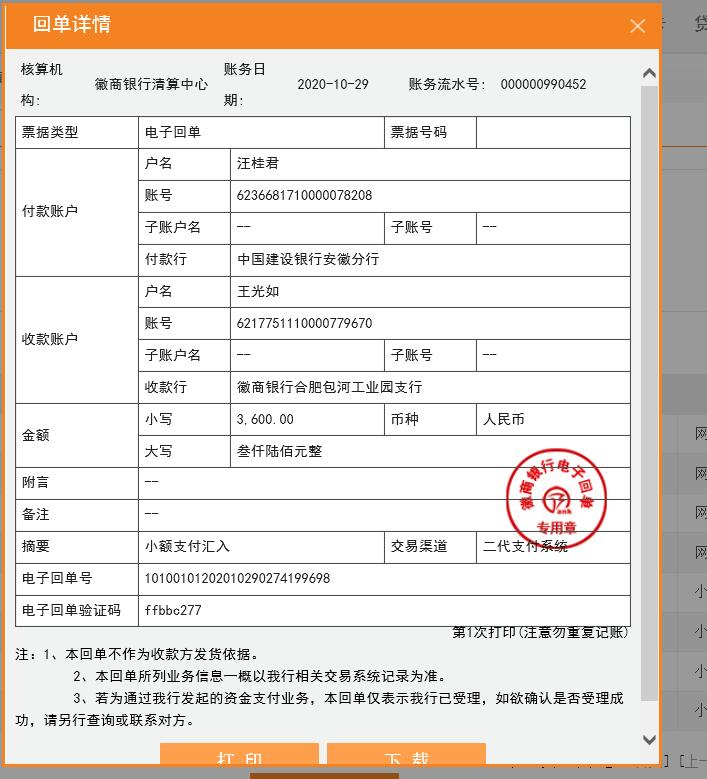 回单详情
核算机构: 徽商银行清算中心 账务日期: 2020-10-29 账务流水号: 000000990452
票据类型 电子回单 票据号码
付款账户
户名 汪桂君
账号 6236681710000078208
子账户名 -- 子账号 --
付款行 中国建设银行安徽分行
收款账户
户名 王光如
账号 6217751110000779670
子账户名 -- 子账号 --
收款行 徽商银行合肥包河工业园支行
金额
小写 3,600.00 币种 人民币
大写 叁仟陆佰元整
附言 --
备注 --
徽商银行电子回单
ank
专用章
摘要 小额支付汇入 交易渠道 二代支付系统
电子回单号 10100101202010290274199698
电子回单验证码 ffbbc277
第1次打印(注意勿重复记账)
注: 1、本回单不作为收款方发货依据。
2、本回单所列业务信息一概以我行相关交易系统记录为准。
3、若为通过我行发起的资金支付业务, 本回单仅表示我行已受理, 如欲确认是否受理成
功, 请另行查询或联系对方。
打 印 下 载
贷
网
网
网
网
小
小
小
小
[上一